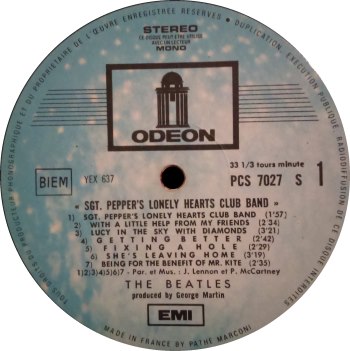 DE L'ŒUVRE ENREGISTRÉE RÉSERVÉS • DUPLICATION, EXECUTION PUBLIQUE
TOUS DROITS DU PRODUCTEUR PHONOGRAPHIQUE ET DU PROPRIETAIRE
ET RADIODIFFUSION DE CE DISQUE INTERDITES
STEREO
CE DISQUE PEUT ÊTRE UTILISÉ
AVEC UN LECTEUR
MONO
ODEON
33 1/3 tours minute
BIEM
YEX 637
PCS 7027 S 1
« SGT. PEPPER'S LONELY HEARTS CLUB BAND »
1 SGT. PEPPER'S LONELY HEARTS CLUB BAND (1'57)
2 WITH A LITTLE HELP FROM MY FRIENDS (2'34)
3 LUCY IN THE SKY WITH DIAMONDS (3'21)
4 GETTING BETTER (2'42)
5 FIXING A HOLE (2'29)
6 SHE'S LEAVING HOME (3'19)
7 BEING FOR THE BENEFIT OF MR. KITE (2'35)
1)2)3)4)5)6)7) - Par. et Mus. : J. Lennon et P. McCartney
THE BEATLES
produced by George Martin
EMI
MADE IN FRANCE BY PATHE MARCONI